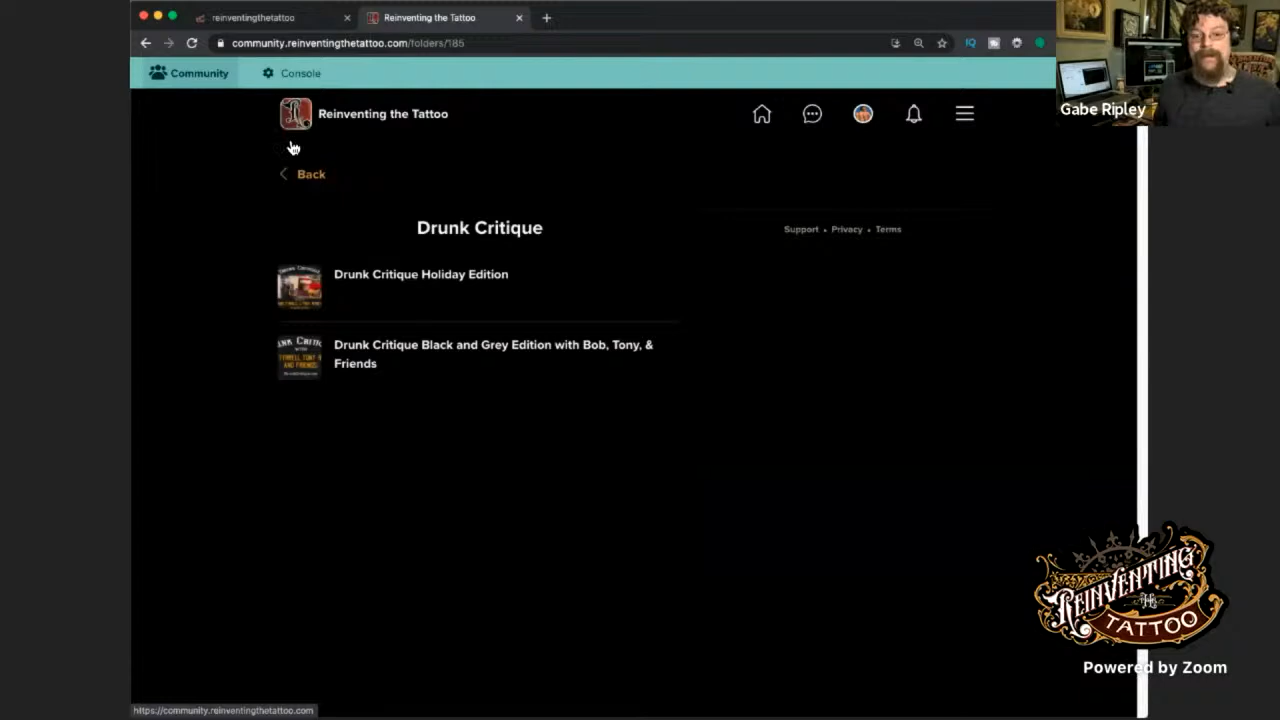 reinventingthetattoo
Reinventing the Tattoo
community.reinventingthetattoo.com/folders/185
Community
Console
Reinventing the Tattoo
Gabe Ripley
Back
Drunk Critique
Support • Privacy • Terms
Drunk Critique Holiday Edition
Drunk Critique Black and Grey Edition with Bob, Tony, &
Friends
REINVENTING
THE
TATTOO
Powered by Zoom
https://community.reinventingthetattoo.com